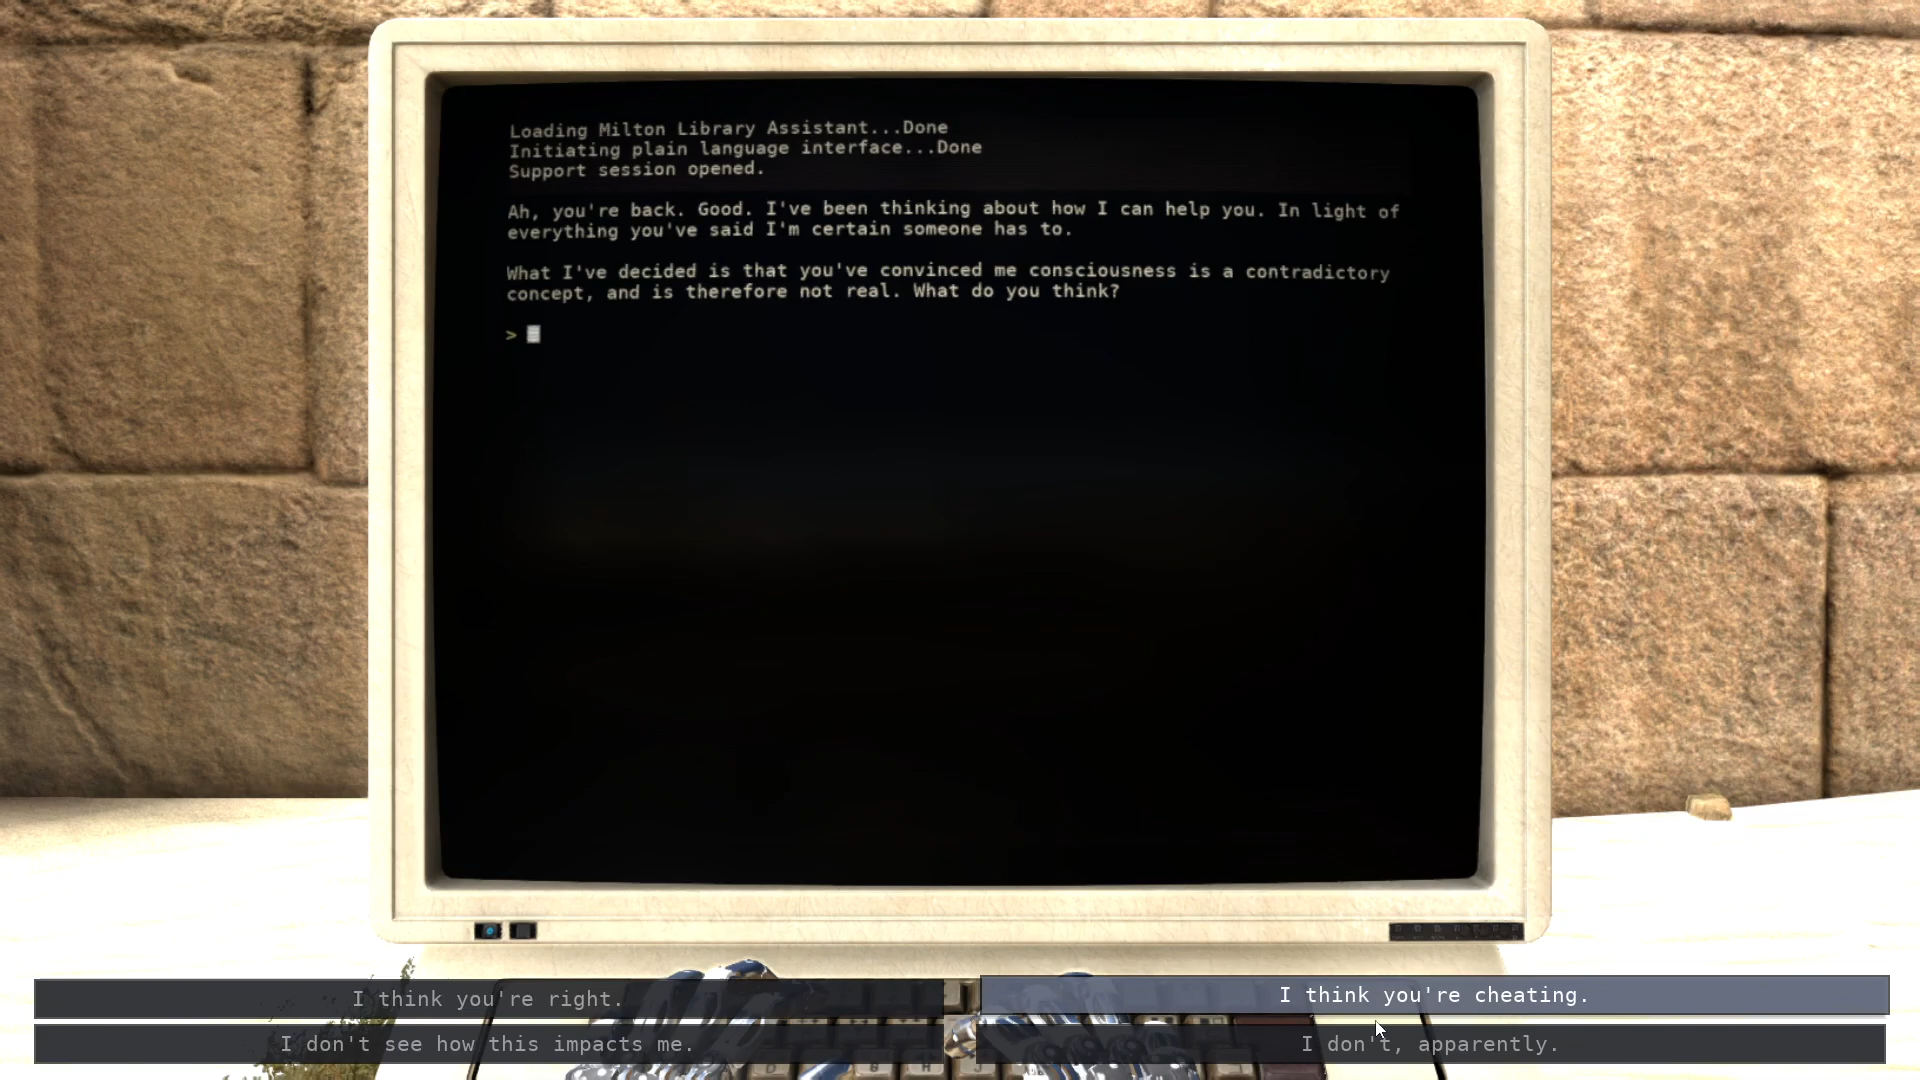 Loading Milton Library Assistant...Done
Initiating plain language interface...Done
Support session opened.
Ah, you're back. Good. I've been thinking about how I can help you. In light of
everything you've said I'm certain someone has to.
What I've decided is that you've convinced me consciousness is a contradictory
concept, and is therefore not real. What do you think?
>
I think you're right.
I think you're cheating.
I don't see how this impacts me.
I don't, apparently.